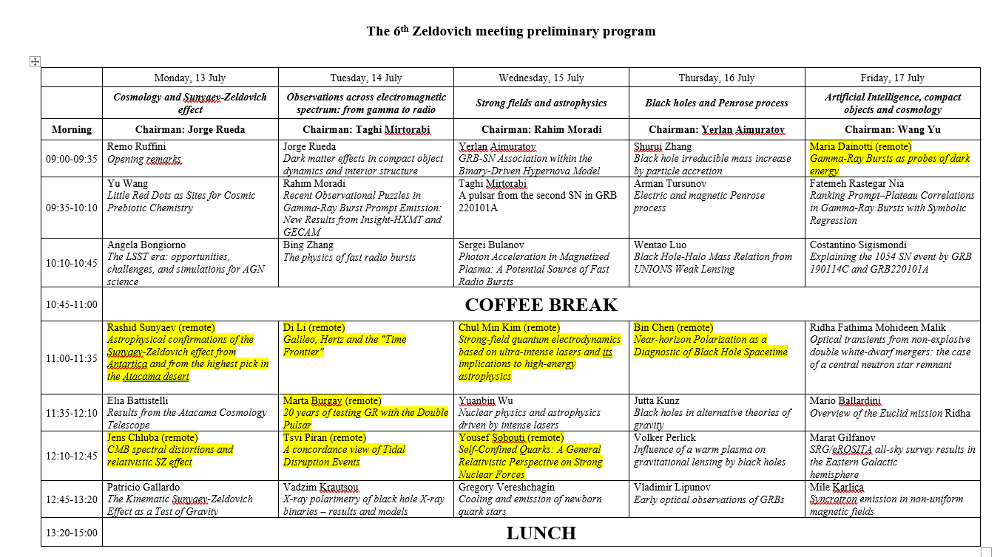 The 6th Zeldovich meeting preliminary program
Monday, 13 July
Tuesday, 14 July
Wednesday, 15 July
Thursday, 16 July
Friday, 17 July
Cosmology and Sunyaev-Zeldovich
effect
Observations across electromagnetic
spectrum: from gamma to radio
Strong fields and astrophysics
Black holes and Penrose process
Artificial Intelligence, compact
objects and cosmology
Morning
Chairman: Jorge Rueda
Chairman: Taghi Mirtorabi
Chairman: Rahim Moradi
Chairman: Yerlan Aimuratov
Chairman: Wang Yu
09:00-09:35
Remo Ruffini
Opening remarks
Jorge Rueda
Dark matter effects in compact object
dynamics and interior structure
Yerlan Aimuratov
GRB-SN Association within the
Binary-Driven Hypernova Model
Shurui Zhang
Black hole irreducible mass increase
by particle accretion
Maria Dainotti (remote)
Gamma-Ray Bursts as probes of dark
energy
09:35-10:10
Yu Wang
Little Red Dots as Sites for Cosmic
Prebiotic Chemistry
Rahim Moradi
Recent Observational Puzzles in
Gamma-Ray Burst Prompt Emission:
New Results from Insight-HXMT and
GECAM
Taghi Mirtorabi
A pulsar from the second SN in GRB
220101A
Arman Tursunov
Electric and magnetic Penrose
process
Fatemeh Rastegar Nia
Ranking Prompt–Plateau Correlations
in Gamma-Ray Bursts with Symbolic
Regression
10:10-10:45
Angela Bongiorno
The LSST era: opportunities,
challenges, and simulations for AGN
science
Bing Zhang
The physics of fast radio bursts
Sergei Bulanov
Photon Acceleration in Magnetized
Plasma: A Potential Source of Fast
Radio Bursts
Wentao Luo
Black Hole-Halo Mass Relation from
UNIONS Weak Lensing
Costantino Sigismondi
Explaining the 1054 SN event by GRB
190114C and GRB220101A
10:45-11:00
COFFEE BREAK
11:00-11:35
Rashid Sunyaev (remote)
Astrophysical confirmations of the
Sunyaev-Zeldovich effect from
Antartica and from the highest pick in
the Atacama desert
Di Li (remote)
Galileo, Hertz and the "Time
Frontier"
Chul Min Kim (remote)
Strong-field quantum electrodynamics
based on ultra-intense lasers and its
implications to high-energy
astrophysics
Bin Chen (remote)
Near-horizon Polarization as a
Diagnostic of Black Hole Spacetime
Ridha Fathima Mohideen Malik
Optical transients from non-explosive
double white-dwarf mergers: the case
of a central neutron star remnant
11:35-12:10
Elia Battistelli
Results from the Atacama Cosmology
Telescope
Marta Burgay (remote)
20 years of testing GR with the Double
Pulsar
Yuanbin Wu
Nuclear physics and astrophysics
driven by intense lasers
Jutta Kunz
Black holes in alternative theories of
gravity
Mario Ballardini
Overview of the Euclid mission Ridha
12:10-12:45
Jens Chluba (remote)
CMB spectral distortions and
relativistic SZ effect
Tsvi Piran (remote)
A concordance view of Tidal
Disruption Events
Yousef Sobouti (remote)
Self-Confined Quarks: A General
Relativistic Perspective on Strong
Nuclear Forces
Volker Perlick
Influence of a warm plasma on
gravitational lensing by black holes
Marat Gilfanov
SRG/eROSITA all-sky survey results in
the Eastern Galactic
hemisphere
12:45-13:20
Patricio Gallardo
The Kinematic Sunyaev-Zeldovich
Effect as a Test of Gravity
Vadzim Krautsou
X-ray polarimetry of black hole X-ray
binaries – results and models
Gregory Vereshchagin
Cooling and emission of newborn
quark stars
Vladimir Lipunov
Early optical observations of GRBs
Mile Karlica
Syncrotron emission in non-uniform
magnetic fields
13:20-15:00
LUNCH